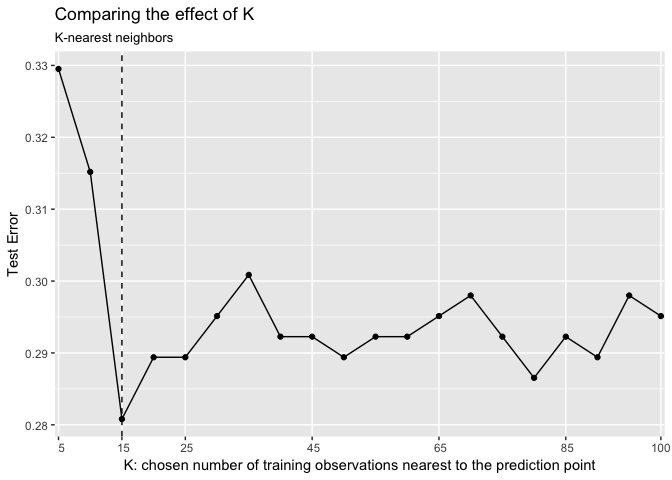 Comparing the effect of K
K-nearest neighbors
0.33
0.32
0.31
0.30
0.29
0.28
Test Error
5 15 25 45 65 85 100
K: chosen number of training observations nearest to the prediction point